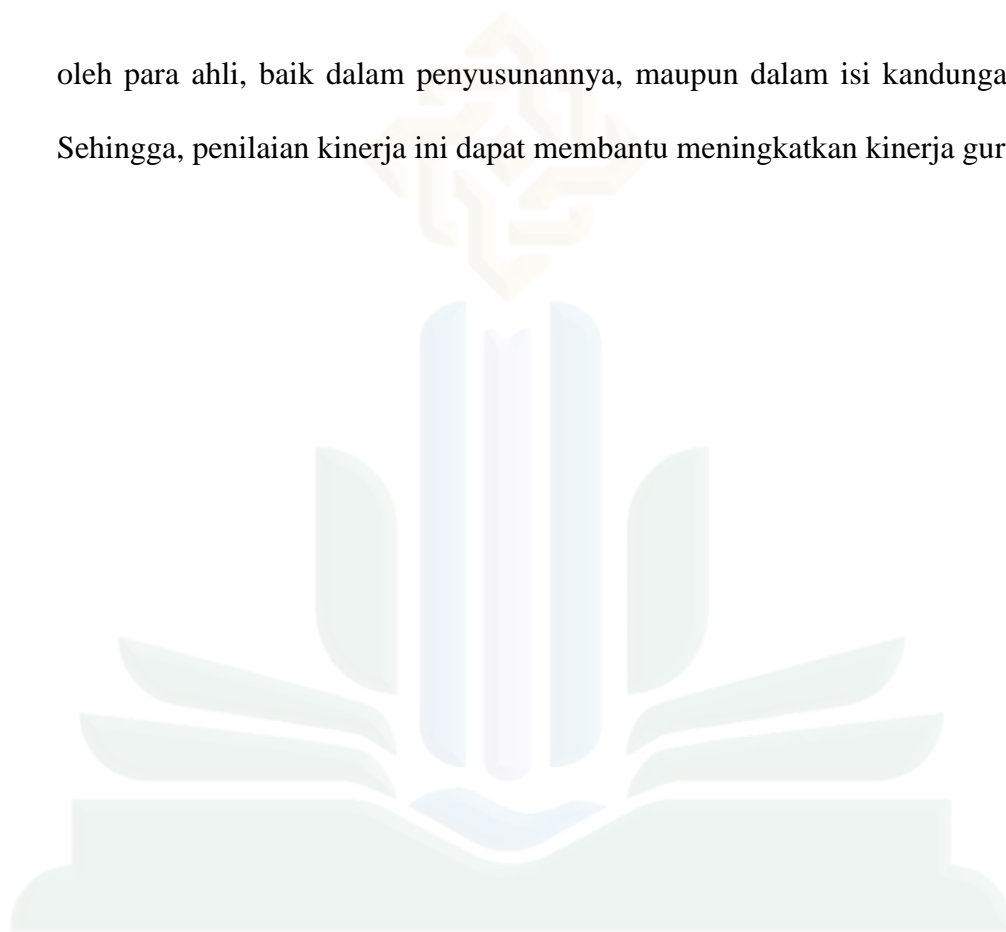 oleh para ahli, baik dalam penyusunannya, maupun dalam isi kandunga
Sehingga, penilaian kinerja ini dapat membantu meningkatkan kinerja gur